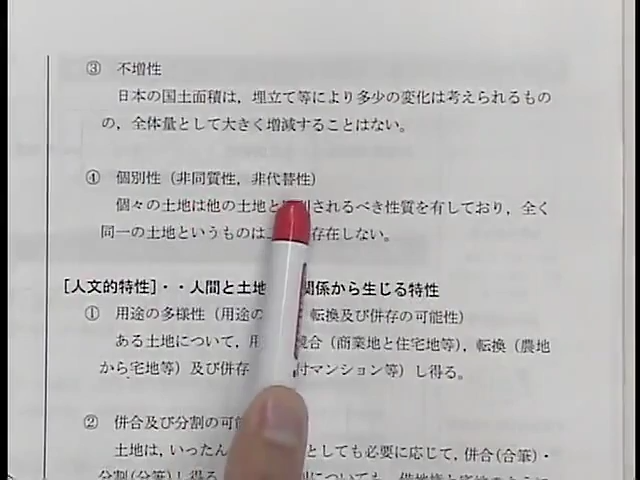 ③ 不増性
日本の国土面積は，埋立て等により多少の変化は考えられるもの
の，全体量として大きく増減することはない。
④ 個別性（非同質性，非代替性）
個々の土地は他の土地と されるべき性質を有しており，全く
同一の土地というものは 存在しない。
［人文的特性］・・人間と土地 関係から生じる特性
① 用途の多様性（用途の 転換及び併存の可能性）
ある土地について，用 競合（商業地と住宅地等），転換（農地
から宅地等）及び併存 付マンション等）し得る。
② 併合及び分割の可能
土地は，いったん としても必要に応じて，併合(合筆)・
分割(分筆)し得る